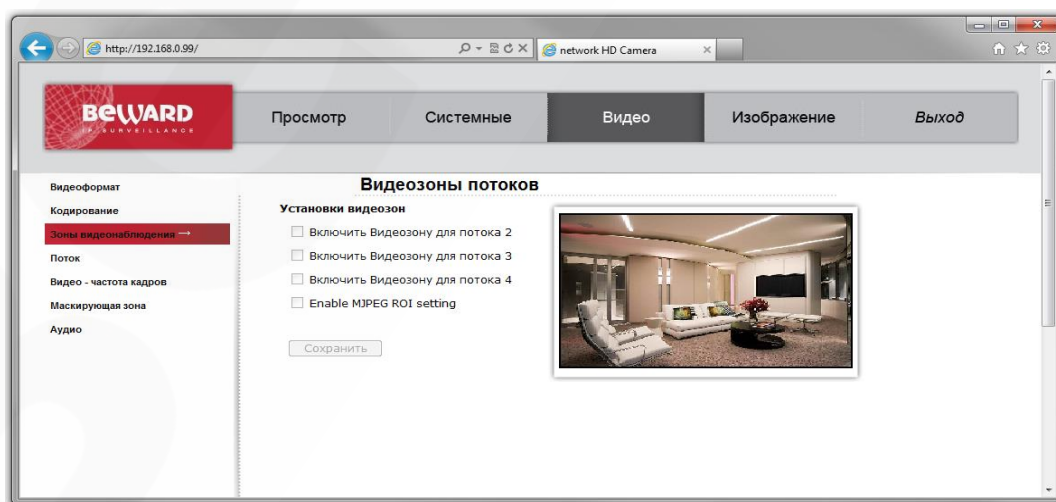 http://192.168.0.99/
network HD Camera
BEWARD
IP SURVEILLANCE
Просмотр
Системные
Видео
Изображение
Выход
Видеоформат
Кодирование
Зоны видеонаблюдения →
Поток
Видео - частота кадров
Маскирующая зона
Аудио
Видеозоны потоков
Установки видеозон
Включить Видеозону для потока 2
Включить Видеозону для потока 3
Включить Видеозону для потока 4
Enable MJPEG ROI setting
Сохранить